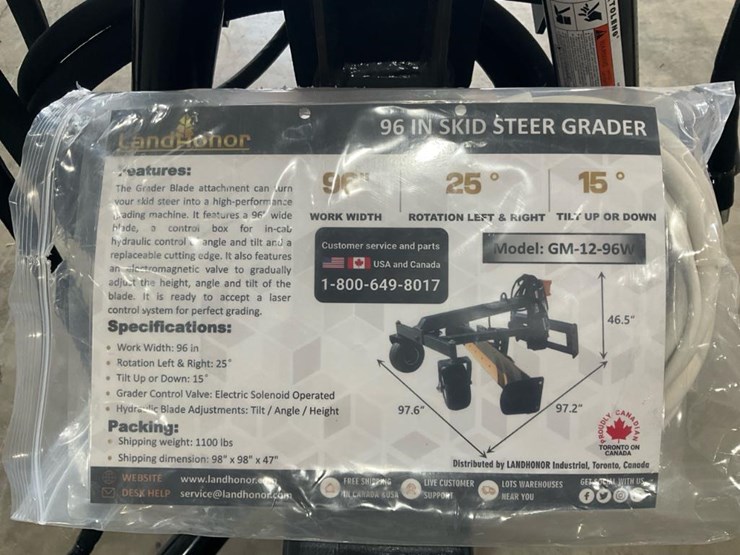 LandHonor
96 IN SKID STEER GRADER
Features:
The Grader Blade attachment can turn
your skid steer into a high-performance
grading machine. It features a 96" wide
blade, a control box for in-cab
hydraulic control angle and tilt and a
replaceable cutting edge. It also features
an electromagnetic valve to gradually
adjust the height, angle and tilt of the
blade. It is ready to accept a laser
control system for perfect grading.
96"
WORK WIDTH
25 °
ROTATION LEFT & RIGHT
15 °
TILT UP OR DOWN
Customer service and parts
USA and Canada
1-800-649-8017
Model: GM-12-96W
46.5"
97.6"
97.2"
Specifications:
• Work Width: 96 in
• Rotation Left & Right: 25°
• Tilt Up or Down: 15°
• Grader Control Valve: Electric Solenoid Operated
• Hydraulic Blade Adjustments: Tilt / Angle / Height
Packing:
• Shipping weight: 1100 lbs
• Shipping dimension: 98" x 98" x 47"
PROUDLY CANADIAN
TORONTO ON
CANADA
Distributed by LANDHONOR Industrial, Toronto, Canada
WEBSITE www.landhonor.com
DESK HELP service@landhonor.com
FREE SHIPPING
IN CANADA &USA
LIVE CUSTOMER
SUPPORT
LOTS WAREHOUSES
NEAR YOU
GET SOCIAL WITH US